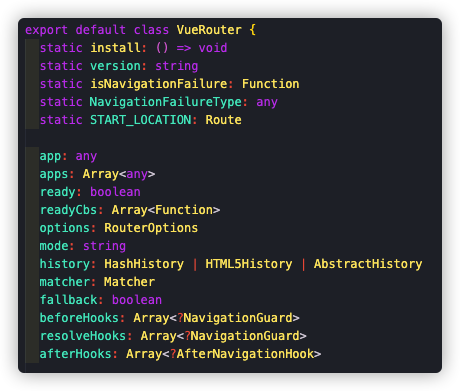 export default class VueRouter {
static install: () => void
static version: string
static isNavigationFailure: Function
static NavigationFailureType: any
static START_LOCATION: Route
app: any
apps: Array<any>
ready: boolean
readyCbs: Array<Function>
options: RouterOptions
mode: string
history: HashHistory | HTML5History | AbstractHistory
matcher: Matcher
fallback: boolean
beforeHooks: Array<?NavigationGuard>
resolveHooks: Array<?NavigationGuard>
afterHooks: Array<?AfterNavigationHook>